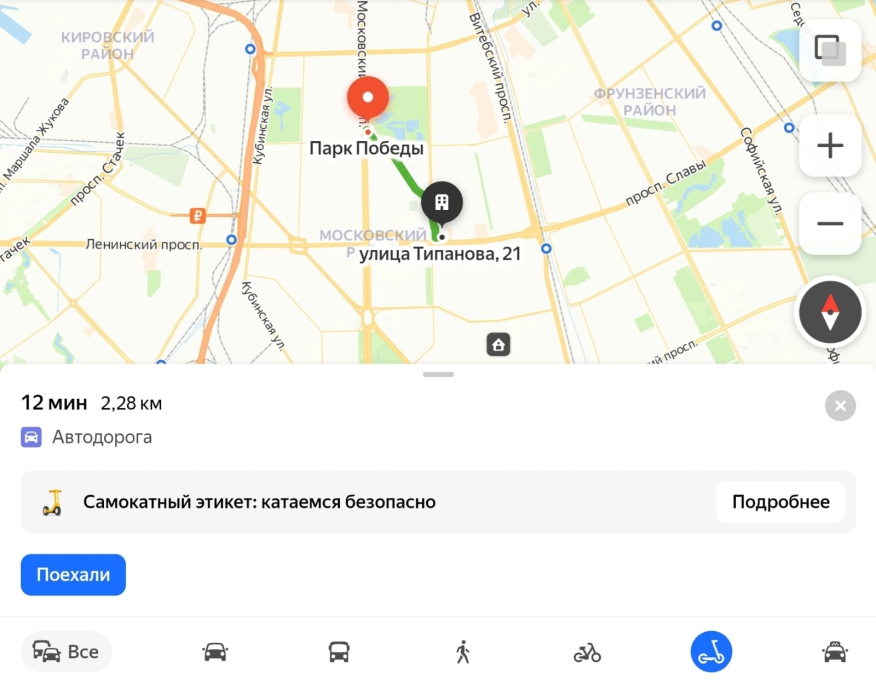 КИРОВСКИЙ
РАЙОН
Московский
Витебский просп.
ул.
ФРУНЗЕНСКИЙ
РАЙОН
Кубинская ул.
Маршала Жукова
просп. Стачек
Парк Победы
Софийская ул.
просп. Славы
Ленинский просп.
МОСКОВСКИЙ
улица Типанова, 21
Кубинская ул.
просп.
12 мин 2,28 км
Автодорога
Самокатный этикет: катаемся безопасно
Подробнее
Поехали
Все